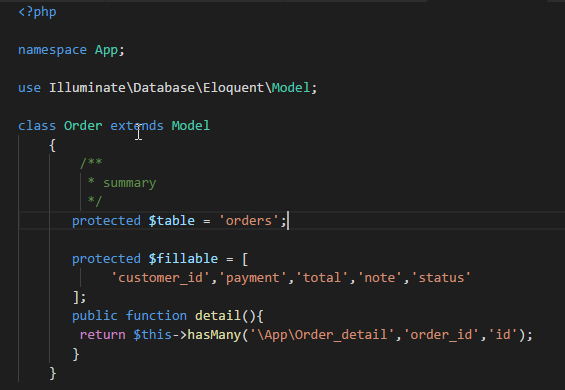 <?php
namespace App;
use Illuminate\Database\Eloquent\Model;
class Order extends Model
{
/**
* summary
*/
protected $table = 'orders';
protected $fillable = [
'customer_id','payment','total','note','status'
];
public function detail(){
return $this->hasMany('\App\Order_detail','order_id','id');
}
}